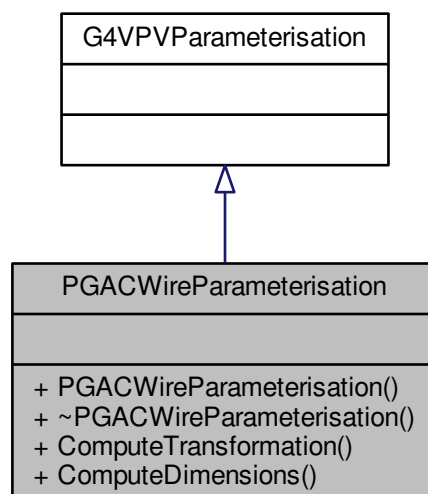 G4VPVParameterisation
PGACWireParameterisation
+ PGACWireParameterisation()
+ ~PGACWireParameterisation()
+ ComputeTransformation()
+ ComputeDimensions()